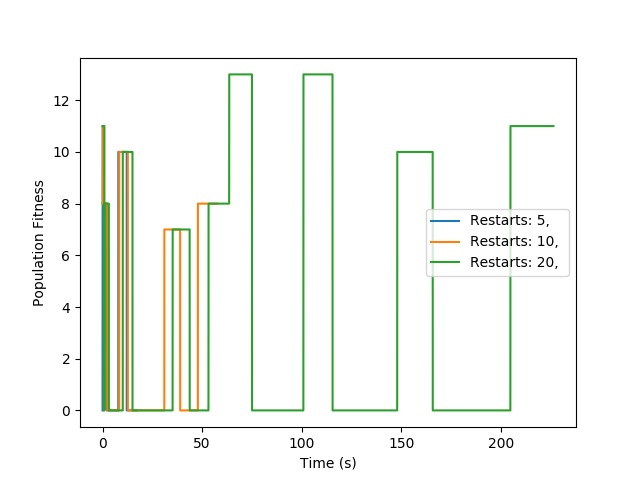 12
10
8
6
4
2
0
Population Fitness
Restarts: 5,
Restarts: 10,
Restarts: 20,
0 50 100 150 200
Time (s)